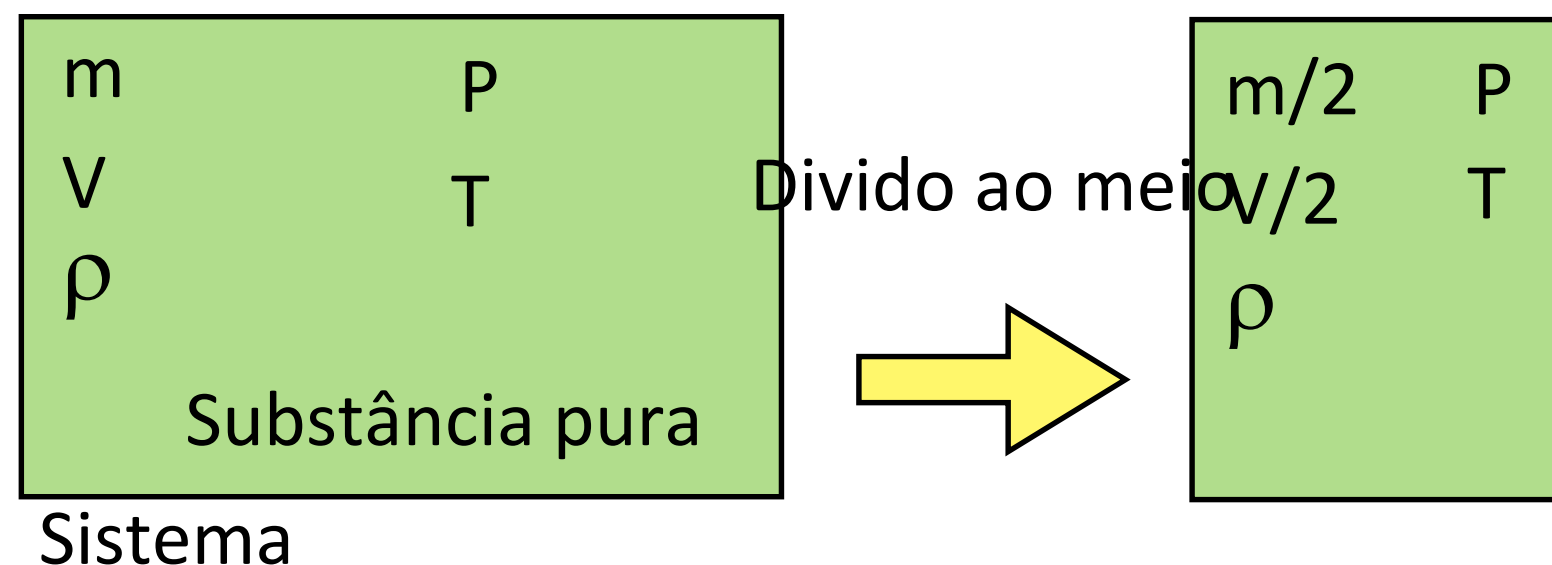 m P
V T
ρ
Substância pura
Sistema
Divido ao meio
m/2 P
V/2 T
ρ